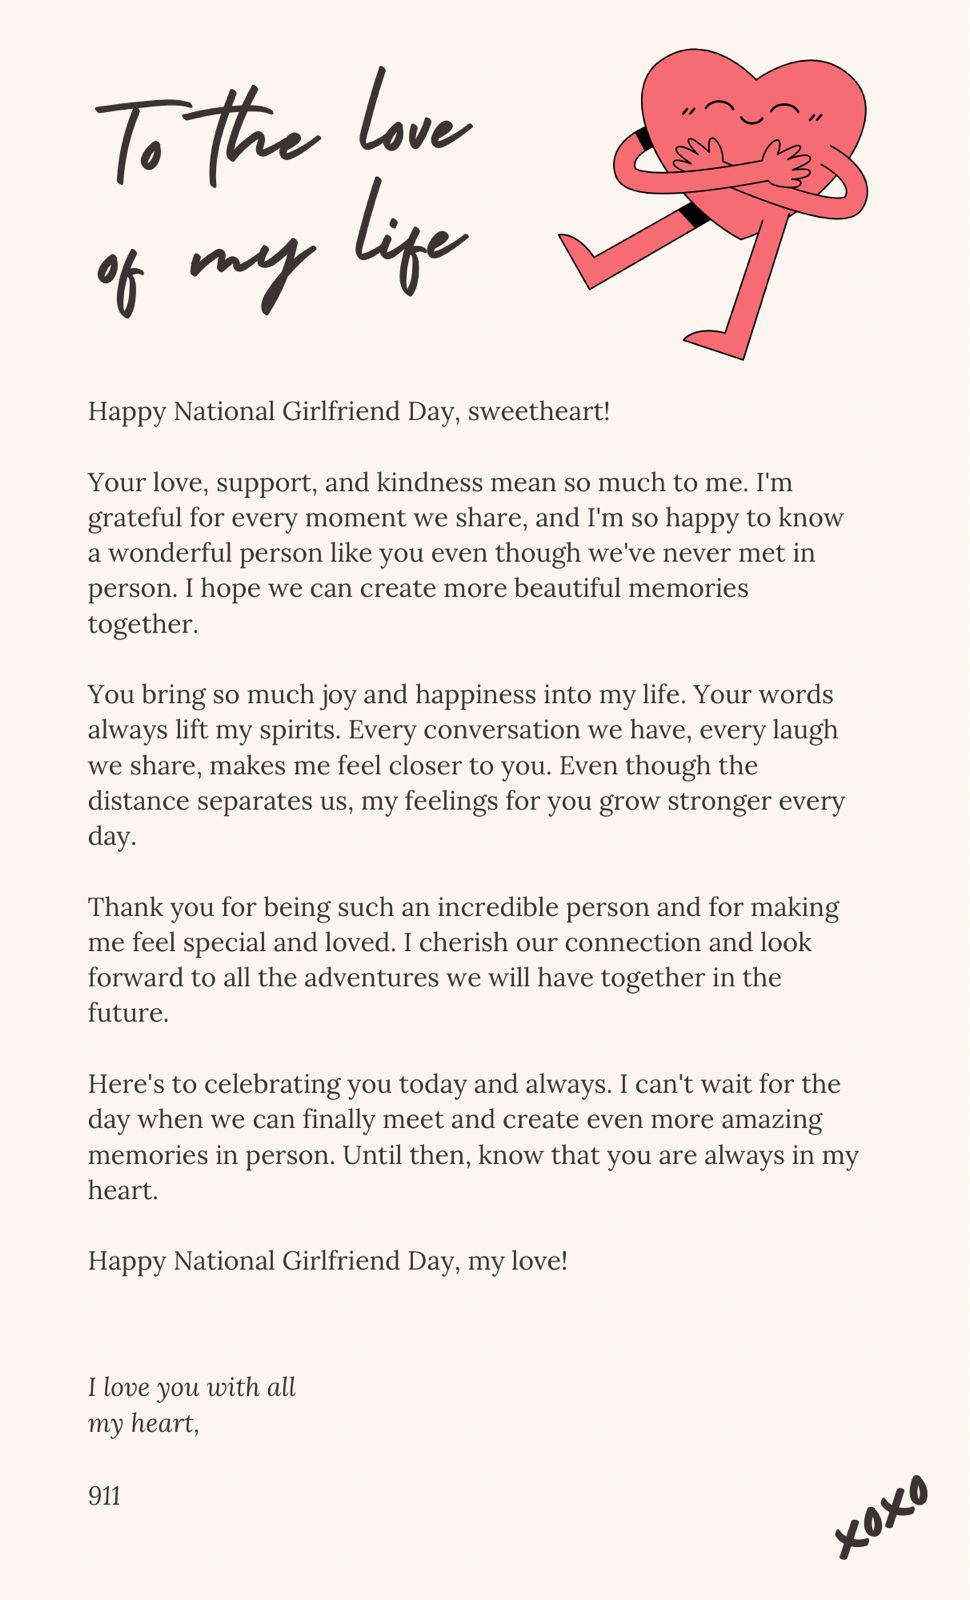 To the love
of my life
Happy National Girlfriend Day, sweetheart!
Your love, support, and kindness mean so much to me. I'm
grateful for every moment we share, and I'm so happy to know
a wonderful person like you even though we've never met in
person. I hope we can create more beautiful memories
together.
You bring so much joy and happiness into my life. Your words
always lift my spirits. Every conversation we have, every laugh
we share, makes me feel closer to you. Even though the
distance separates us, my feelings for you grow stronger every
day.
Thank you for being such an incredible person and for making
me feel special and loved. I cherish our connection and look
forward to all the adventures we will have together in the
future.
Here's to celebrating you today and always. I can't wait for the
day when we can finally meet and create even more amazing
memories in person. Until then, know that you are always in my
heart.
Happy National Girlfriend Day, my love!
I love you with all
my heart,
911
xoxo